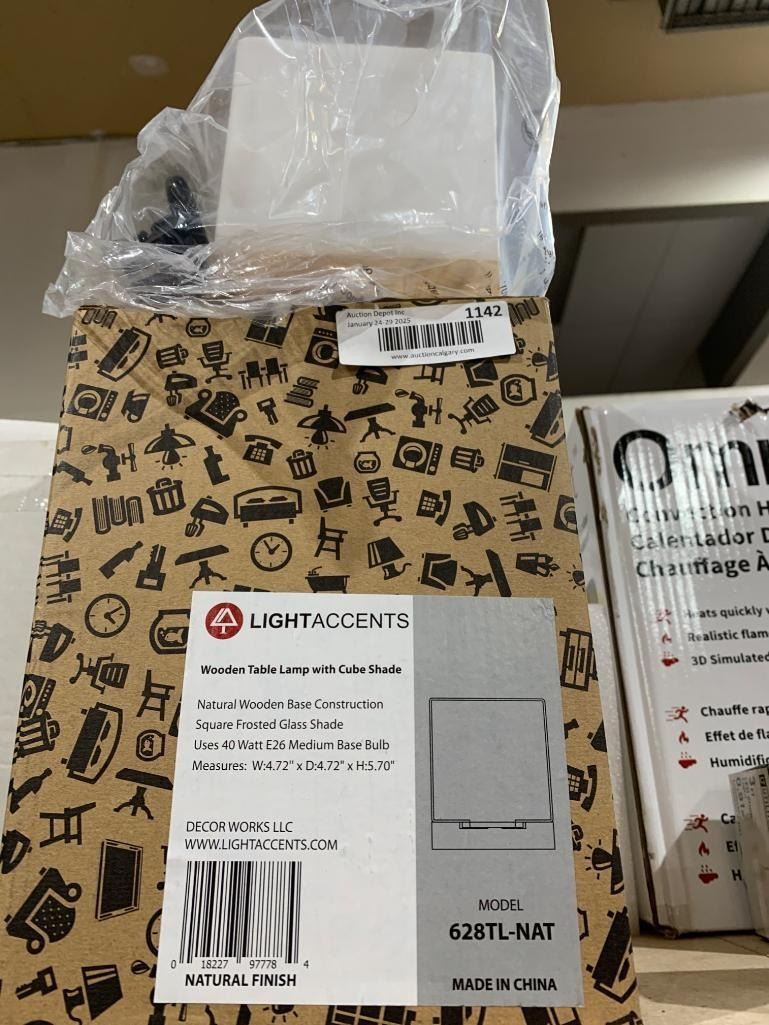 Auction Depot Inc
1142
January 24-29 2025
www.auctioncalgary.com
LIGHTACCENTS
Wooden Table Lamp with Cube Shade
Natural Wooden Base Construction
Square Frosted Glass Shade
Uses 40 Watt E26 Medium Base Bulb
Measures: W:4.72" x D:4.72" x H:5.70"
DECOR WORKS LLC
WWW.LIGHTACCENTS.COM
0 18227 97778 4
NATURAL FINISH
MODEL
628TL-NAT
MADE IN CHINA
Convection H
Calentador D
Chauffage À
Heats quickly
Realistic flam
3D Simulated
Chauffe rap
Effet de fla
Humidific
Ca
Ef
H